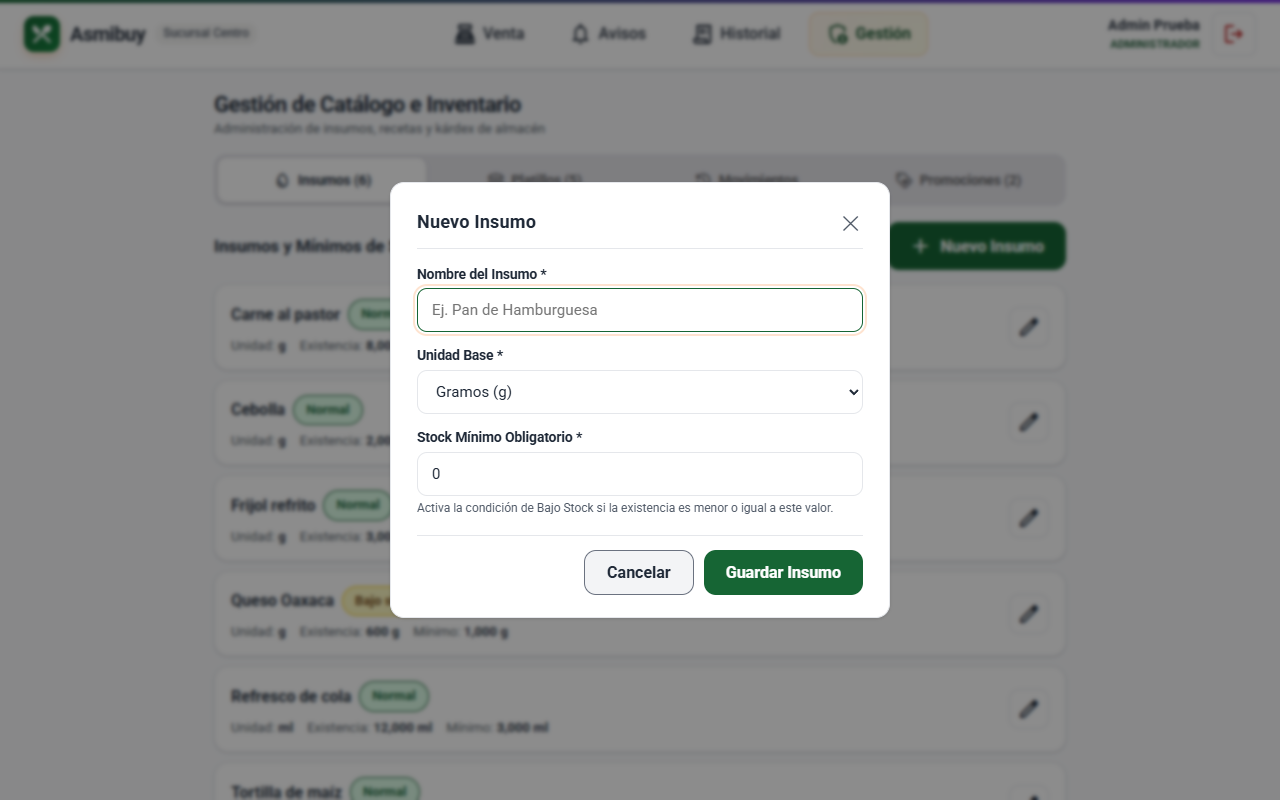 Asmibuy
Sucursal Centro
Venta
Avisos
Historial
Gestión
Admin Prueba
ADMINISTRADOR
Gestión de Catálogo e Inventario
Administración de insumos, recetas y kárdex de almacén
Insumos (6)
Platillos (5)
Movimientos
Promociones (2)
Insumos y Mínimos de
Nuevo Insumo
Nuevo Insumo
Nombre del Insumo *
Ej. Pan de Hamburguesa
Unidad Base *
Gramos (g)
Stock Mínimo Obligatorio *
0
Activa la condición de Bajo Stock si la existencia es menor o igual a este valor.
Cancelar
Guardar Insumo
Carne al pastor
Unidad: g Existencia:
Cebolla Normal
Unidad: g Existencia:
Frijol refrito Normal
Unidad: g Existencia:
Queso Oaxaca Bajo
Unidad: g Existencia: 600 g Mínimo: 1,000 g
Refresco de cola Normal
Unidad: ml Existencia: 12,000 ml Mínimo: 3,000 ml
Tortilla de maíz Normal